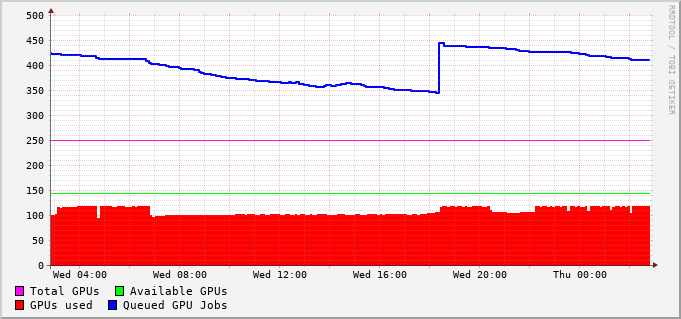 500
450
400
350
300
250
200
150
100
50
0
Wed 04:00 Wed 08:00 Wed 12:00 Wed 16:00 Wed 20:00 Thu 00:00
Total GPUs Available GPUs
GPUs used Queued GPU Jobs
RRDTOOL / TOBI OETIKER